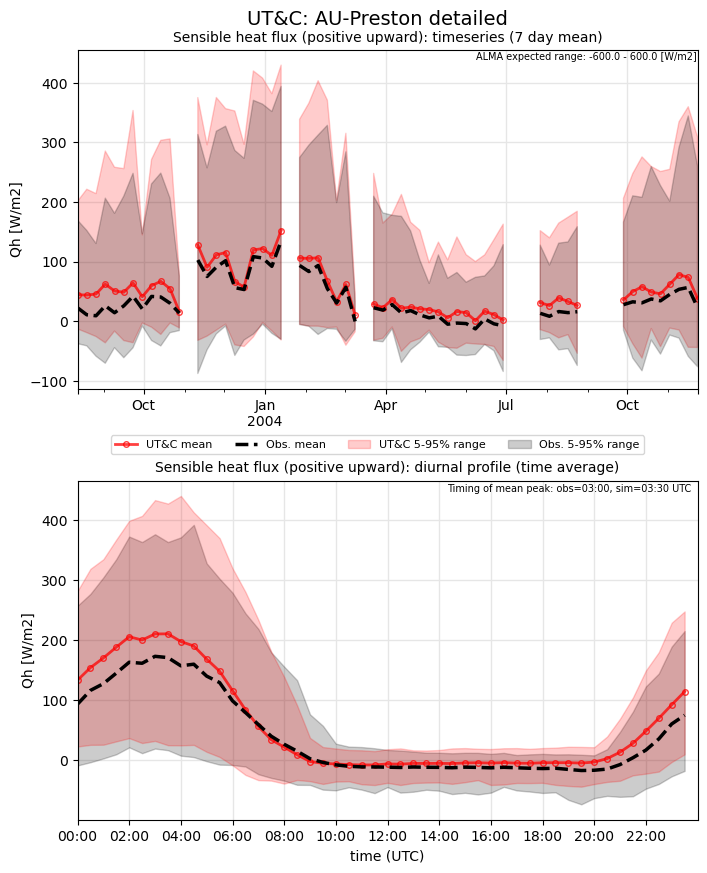 UT&C: AU-Preston detailed
Sensible heat flux (positive upward): timeseries (7 day mean)
ALMA expected range: -600.0 - 600.0 [W/m2]
400
300
200
100
0
−100
Qh [W/m2]
Oct
Jan
2004
Apr
Jul
Oct
UT&C mean
Obs. mean
UT&C 5-95% range
Obs. 5-95% range
Sensible heat flux (positive upward): diurnal profile (time average)
Timing of mean peak: obs=03:00, sim=03:30 UTC
400
300
200
100
0
Qh [W/m2]
00:00
02:00
04:00
06:00
08:00
10:00
12:00
14:00
16:00
18:00
20:00
22:00
time (UTC)